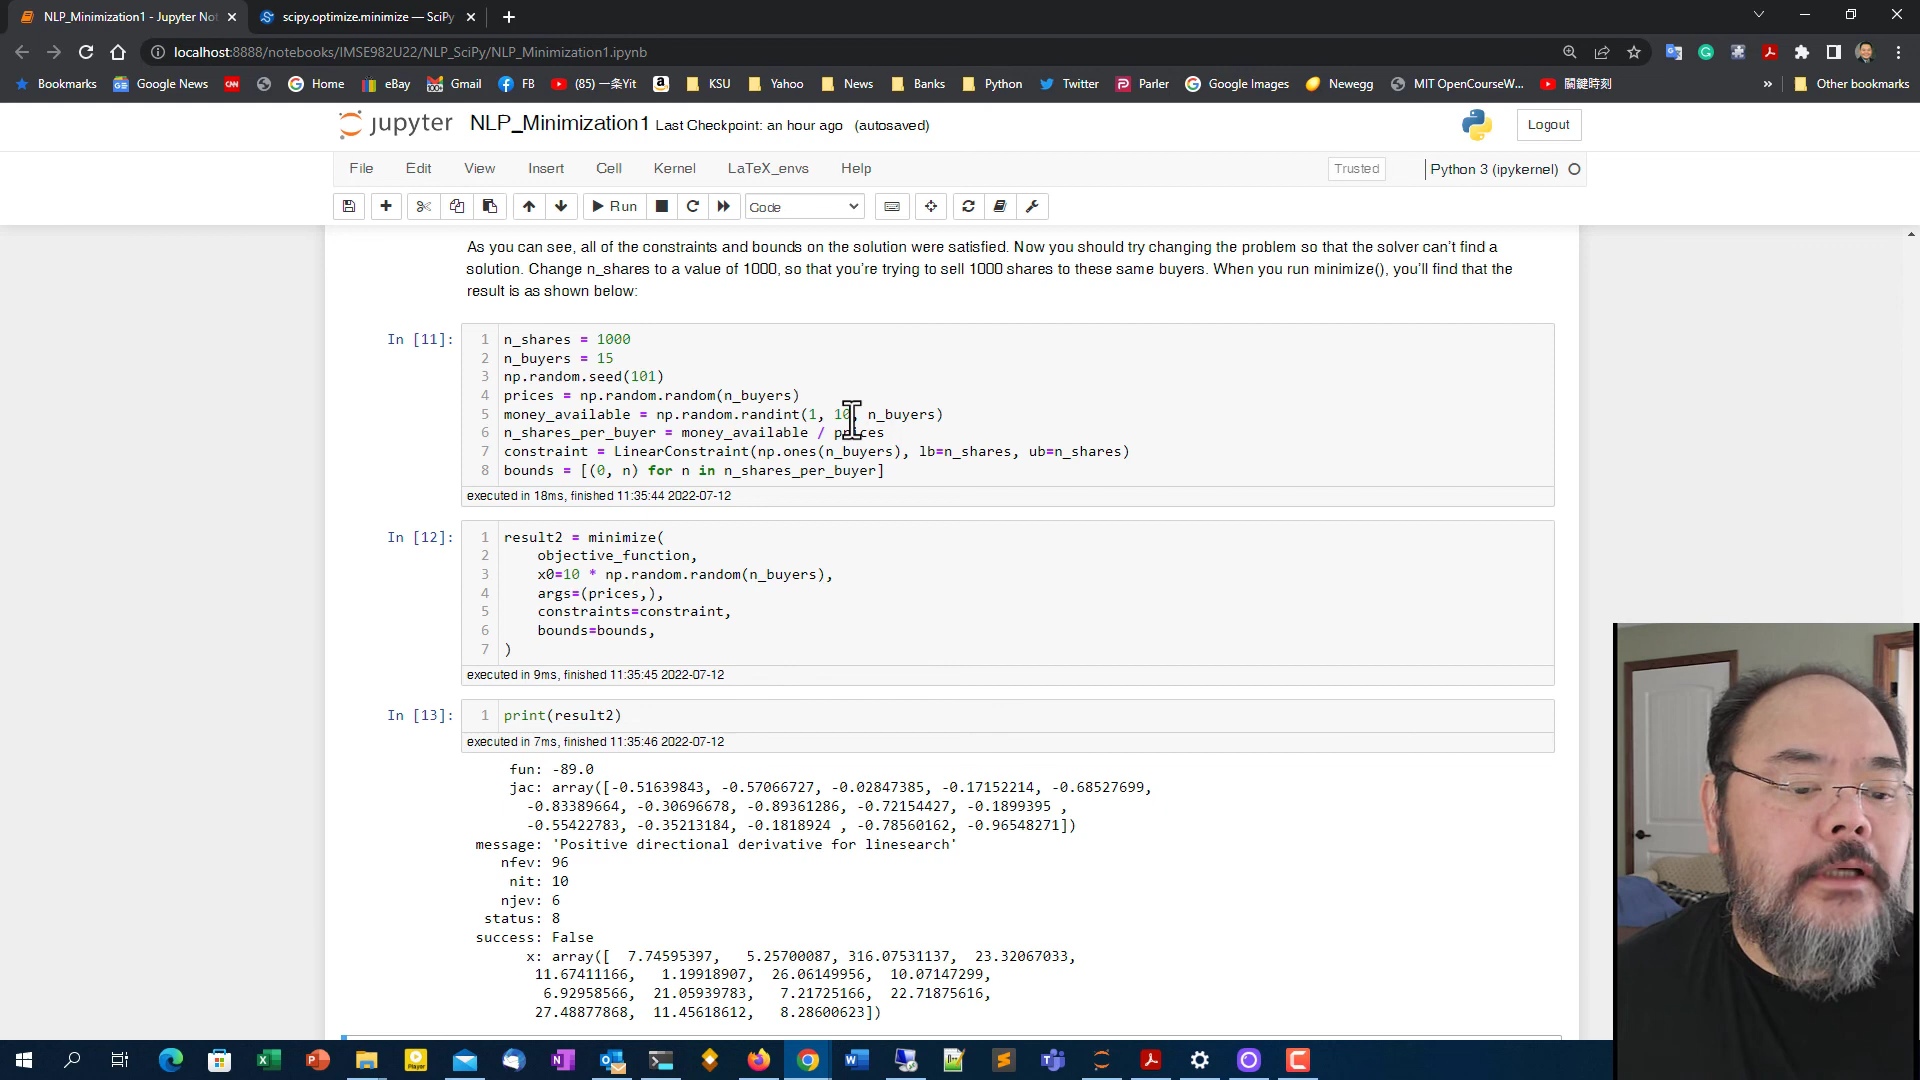 NLP_Minimization1 - Jupyter Not
scipy.optimize.minimize — SciPy
localhost:8888/notebooks/IMSE982U22/NLP_SciPy/NLP_Minimization1.ipynb
Bookmarks Google News CNN Home eBay Gmail FB (85) 一条Yit KSU Yahoo News Banks Python Twitter Parler Google Images Newegg MIT OpenCourseW... 關鍵時刻 » Other bookmarks
jupyter NLP_Minimization1 Last Checkpoint: an hour ago (autosaved) Logout
File Edit View Insert Cell Kernel LaTeX_envs Help Trusted Python 3 (ipykernel)
Run Code
As you can see, all of the constraints and bounds on the solution were satisfied. Now you should try changing the problem so that the solver can't find a
solution. Change n_shares to a value of 1000, so that you're trying to sell 1000 shares to these same buyers. When you run minimize(), you'll find that the
result is as shown below:
In [11]: 1 n_shares = 1000
2 n_buyers = 15
3 np.random.seed(101)
4 prices = np.random.random(n_buyers)
5 money_available = np.random.randint(1, 10, n_buyers)
6 n_shares_per_buyer = money_available / prices
7 constraint = LinearConstraint(np.ones(n_buyers), lb=n_shares, ub=n_shares)
8 bounds = [(0, n) for n in n_shares_per_buyer]
executed in 18ms, finished 11:35:44 2022-07-12
In [12]: 1 result2 = minimize(
2 objective_function,
3 x0=10 * np.random.random(n_buyers),
4 args=(prices,),
5 constraints=constraint,
6 bounds=bounds,
7 )
executed in 9ms, finished 11:35:45 2022-07-12
In [13]: 1 print(result2)
executed in 7ms, finished 11:35:46 2022-07-12
fun: -89.0
jac: array([-0.51639843, -0.57066727, -0.02847385, -0.17152214, -0.68527699,
-0.83389664, -0.30696678, -0.89361286, -0.72154427, -0.1899395 ,
-0.55422783, -0.35213184, -0.1818924 , -0.78560162, -0.96548271])
message: 'Positive directional derivative for linesearch'
nfev: 96
nit: 10
njev: 6
status: 8
success: False
x: array([ 7.74595397, 5.25700087, 316.07531137, 23.32067033,
11.67411166, 1.19918907, 26.06149956, 10.07147299,
6.92958566, 21.05939783, 7.21725166, 22.71875616,
27.48877868, 11.45618612, 8.28600623])